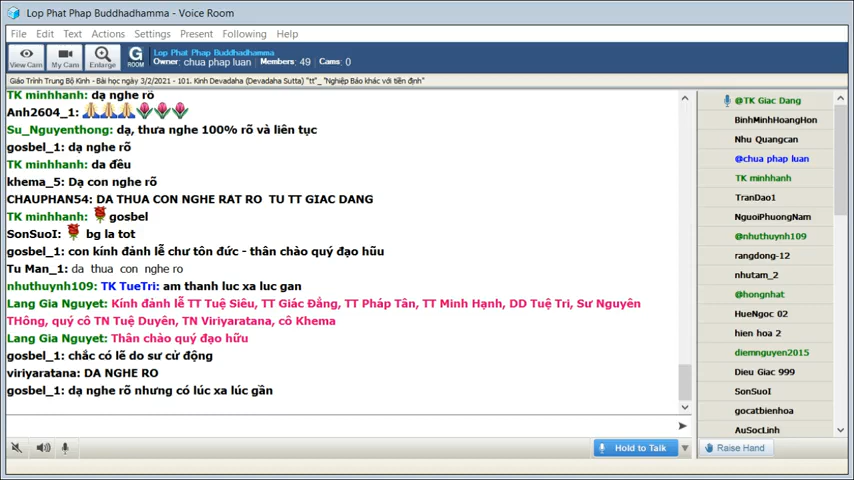 Lop Phat Phap Buddhadhamma - Voice Room
File Edit Text Actions Settings Present Following Help
View Cam
My Cam
Enlarge
G ROOM
Lop Phat Phap Buddhadhamma
Owner: chua phap luan Members: 49 Cams: 0
Giáo Trình Trung Bộ Kinh - Bài học ngày 3/2/2021 - 101. Kinh Devadaha (Devadaha Sutta) "tt"_ "Nghiệp Báo khác với tiền định"
TK minhhanh: dạ nghe rõ
Anh2604_1:
Su_Nguyenthong: dạ, thưa nghe 100% rõ và liên tục
gosbel_1: dạ nghe rõ
TK minhhanh: da đều
khema_5: Dạ con nghe rõ
CHAUPHAN54: DA THUA CON NGHE RAT RO TU TT GIAC DANG
TK minhhanh: gosbel
SonSuoI: bg la tot
gosbel_1: con kính đảnh lễ chư tôn đức - thân chào quý đạo hữu
Tu Man_1: da thua con nghe ro
nhuthuynh109: TK TueTri: am thanh luc xa luc gan
Lang Gia Nguyet: Kính đảnh lễ TT Tuệ Siêu, TT Giác Đẳng, TT Pháp Tân, TT Minh Hạnh, DD Tuệ Tri, Sư Nguyên
THông, quý cô TN Tuệ Duyên, TN Viriyaratana, cô Khema
Lang Gia Nguyet: Thân chào quý đạo hữu
gosbel_1: chắc có lẽ do sư cử động
viriyaratana: DA NGHE RO
gosbel_1: dạ nghe rõ nhưng có lúc xa lúc gần
@TK Giac Dang
BinhMinhHoangHon
Nhu Quangcan
@chua phap luan
TK minhhanh
TranDao1
NguoiPhuongNam
@nhuthuynh109
rangdong-12
nhutam_2
@hongnhat
HueNgoc 02
hien hoa 2
diemnguyen2015
Dieu Giac 999
SonSuoI
gocatbienhoa
AuSocLinh
Hold to Talk
Raise Hand